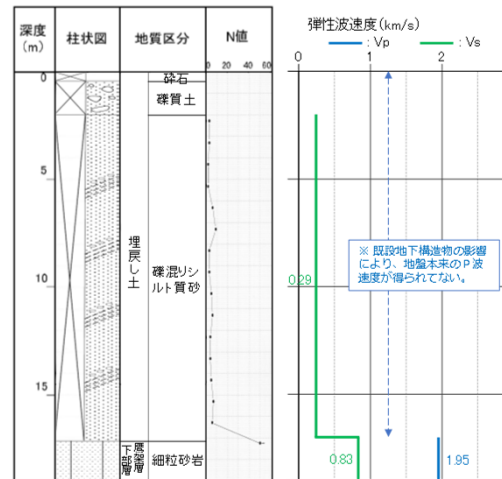 深度
(m)
柱状図
地質区分
N値
0 20 40 60
0
5
10
15
砕石
礫質土
埋戻し土
礫混りシ
ルト質砂
鷹架層
下部層
細粒砂岩
弾性波速度(km/s)
: Vp
: Vs
0
1
2
※ 既設地下構造物の影響
により、地盤本来のP波
速度が得られてない。
0.29
0.83
1.95